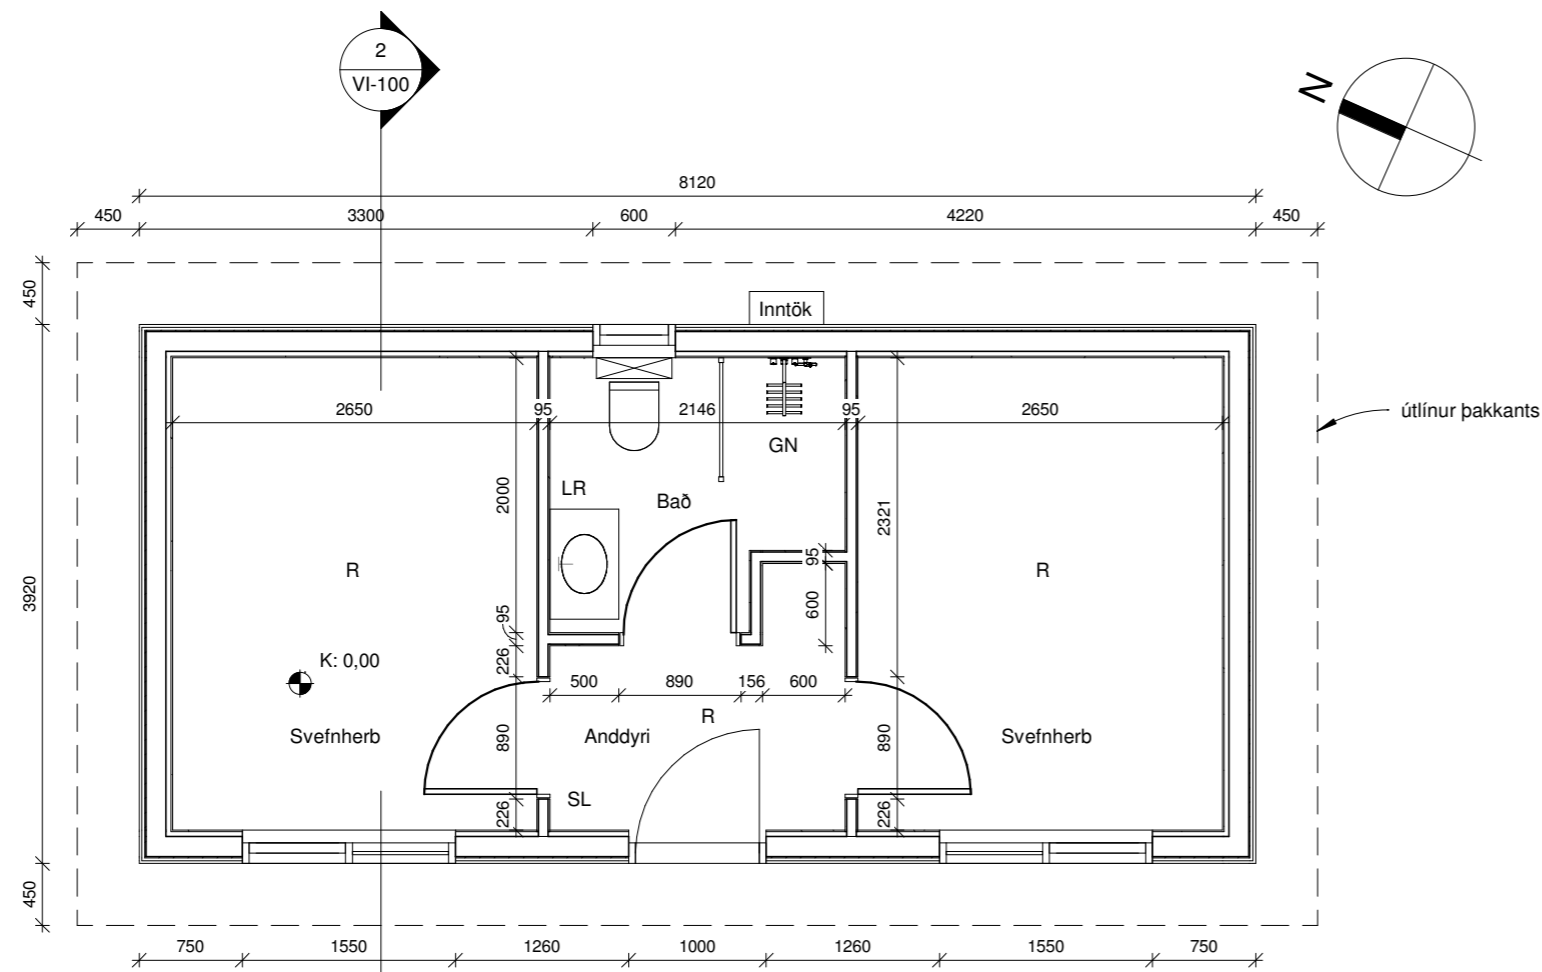 2
VI-100
N
8120
450 3300 600 4220 450
450
Inntök
2650 95 2146 95 2650
útlínur þakkants
GN
LR
Bað
2000
2321
R
R
95
600
95
3920
226
K: 0,00
500 890 156 600
R
Svefnherb
890
Anddyri
890
Svefnherb
SL
226
226
450
750 1550 1260 1000 1260 1550 750